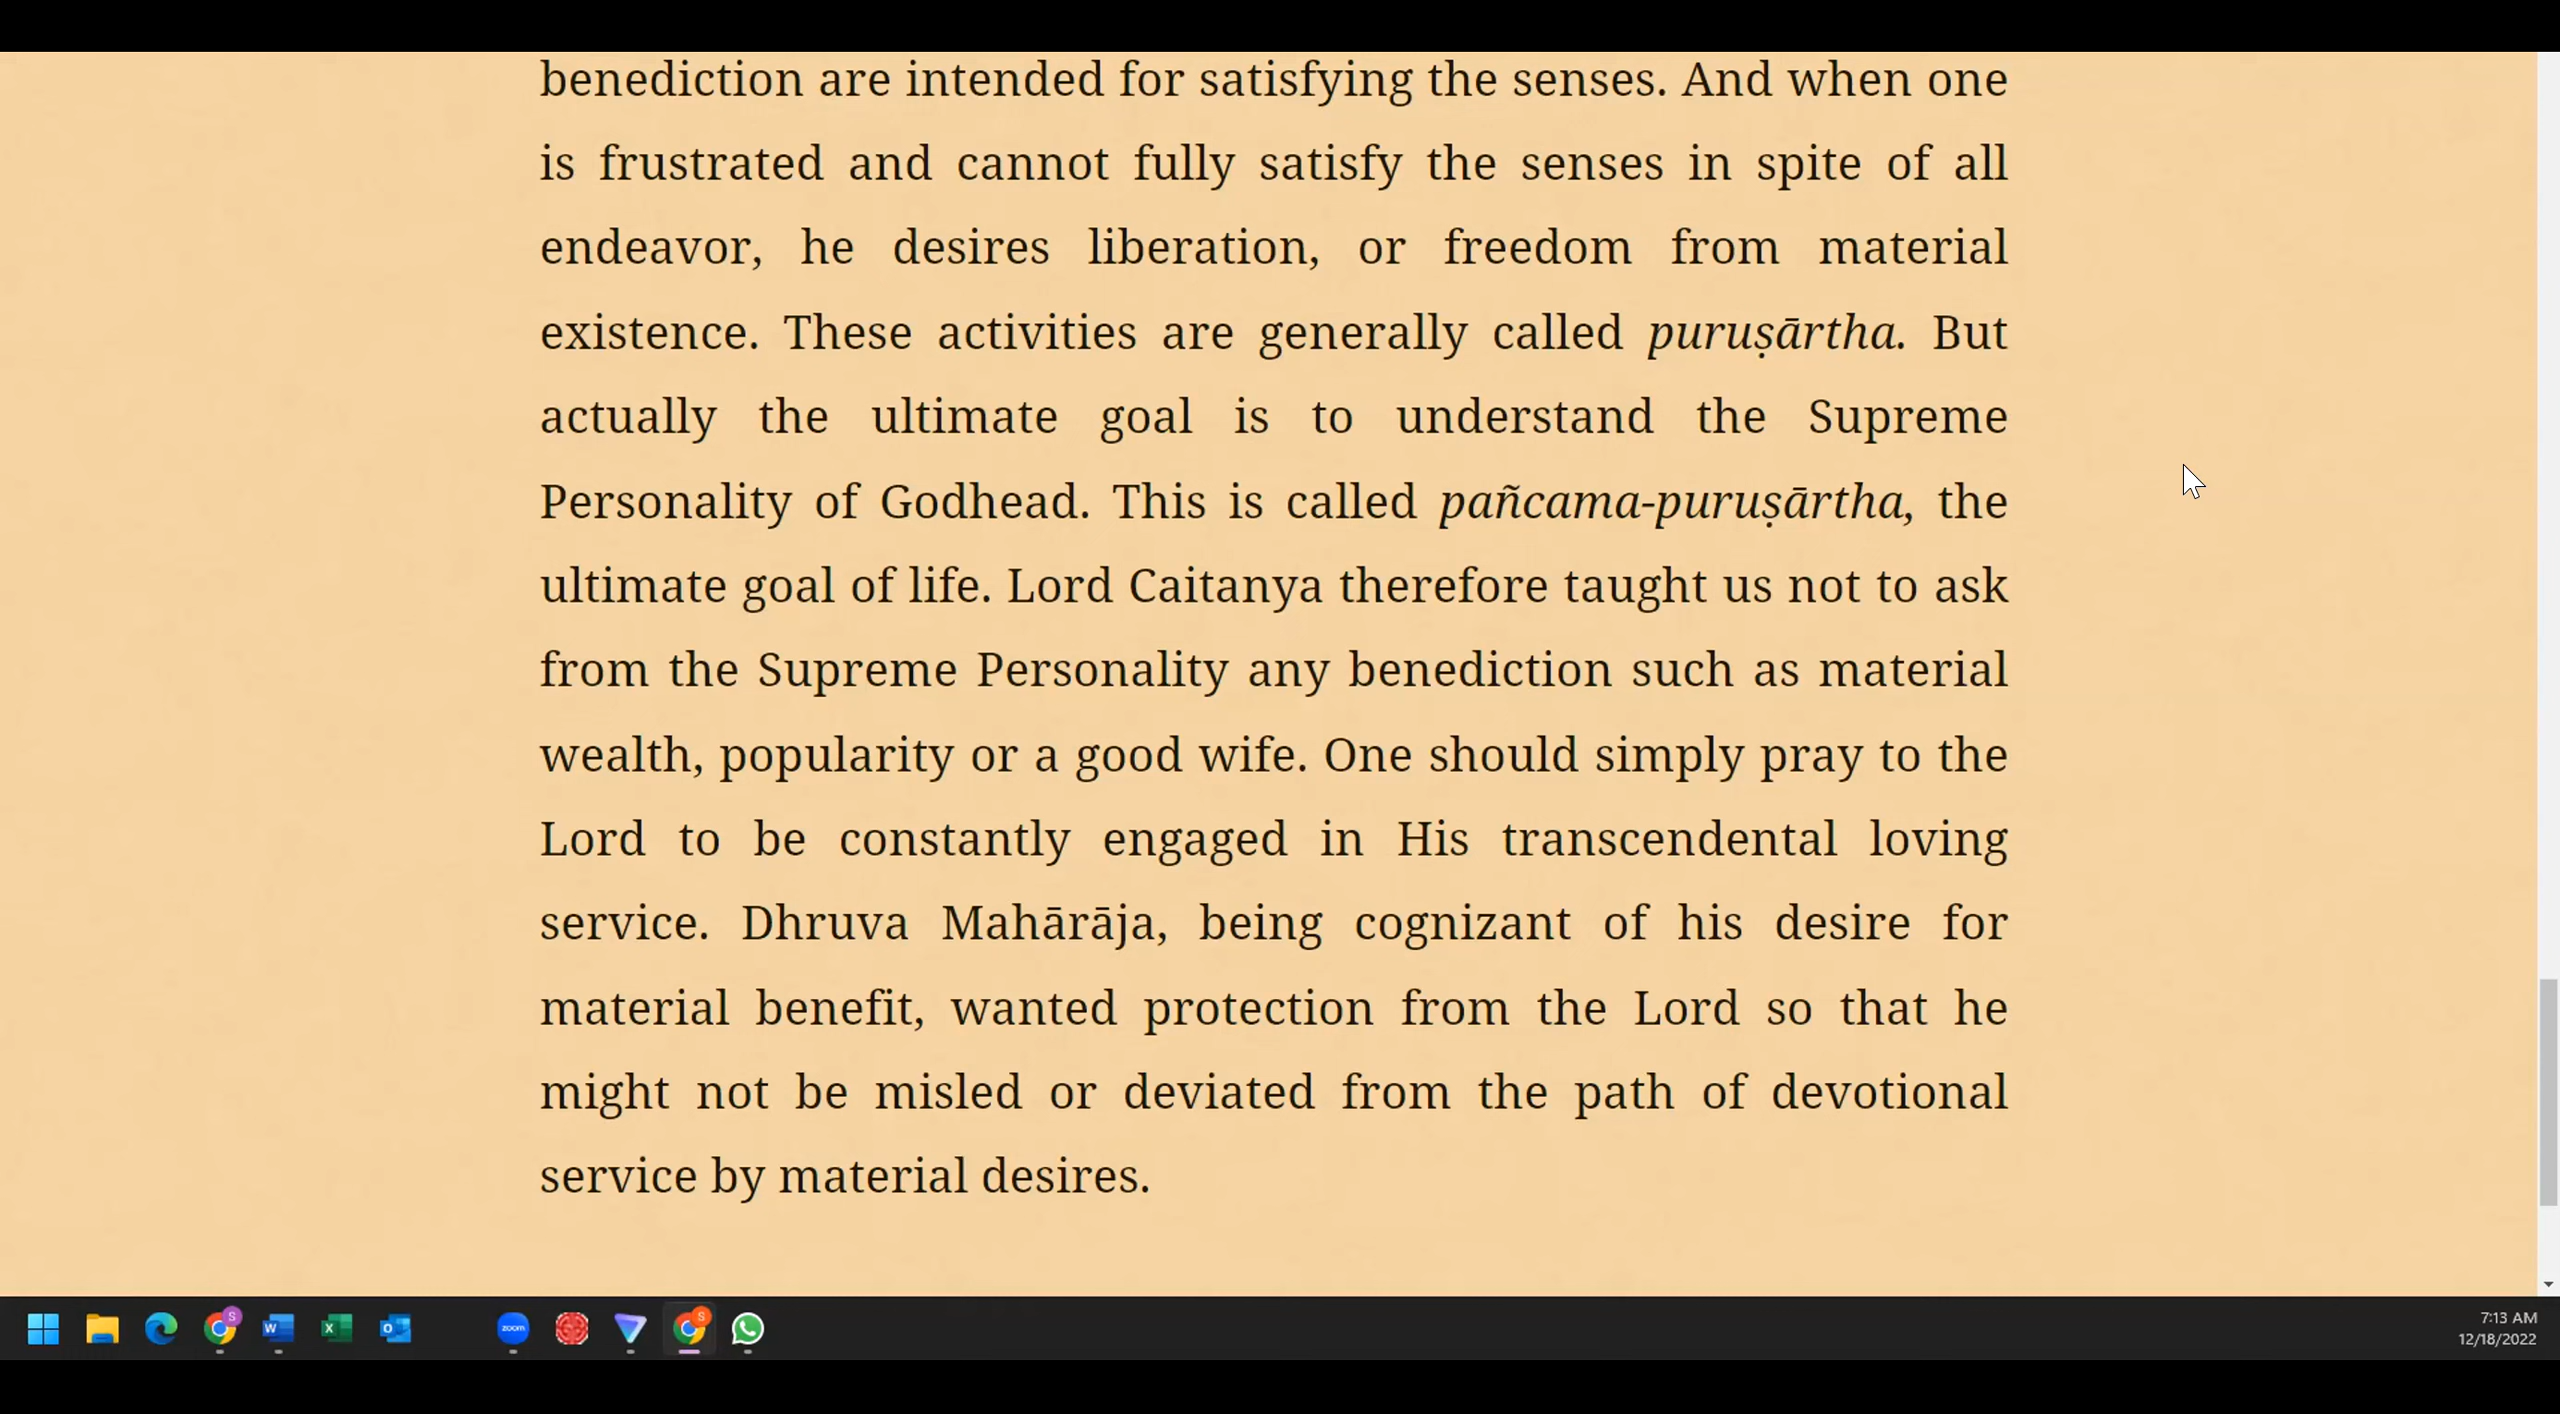 benediction are intended for satisfying the senses. And when one
is frustrated and cannot fully satisfy the senses in spite of all
endeavor, he desires liberation, or freedom from material
existence. These activities are generally called puruṣārtha. But
actually the ultimate goal is to understand the Supreme
Personality of Godhead. This is called pañcama-puruṣārtha, the
ultimate goal of life. Lord Caitanya therefore taught us not to ask
from the Supreme Personality any benediction such as material
wealth, popularity or a good wife. One should simply pray to the
Lord to be constantly engaged in His transcendental loving
service. Dhruva Mahārāja, being cognizant of his desire for
material benefit, wanted protection from the Lord so that he
might not be misled or deviated from the path of devotional
service by material desires.
S W X O zoom S
7:13 AM
12/18/2022